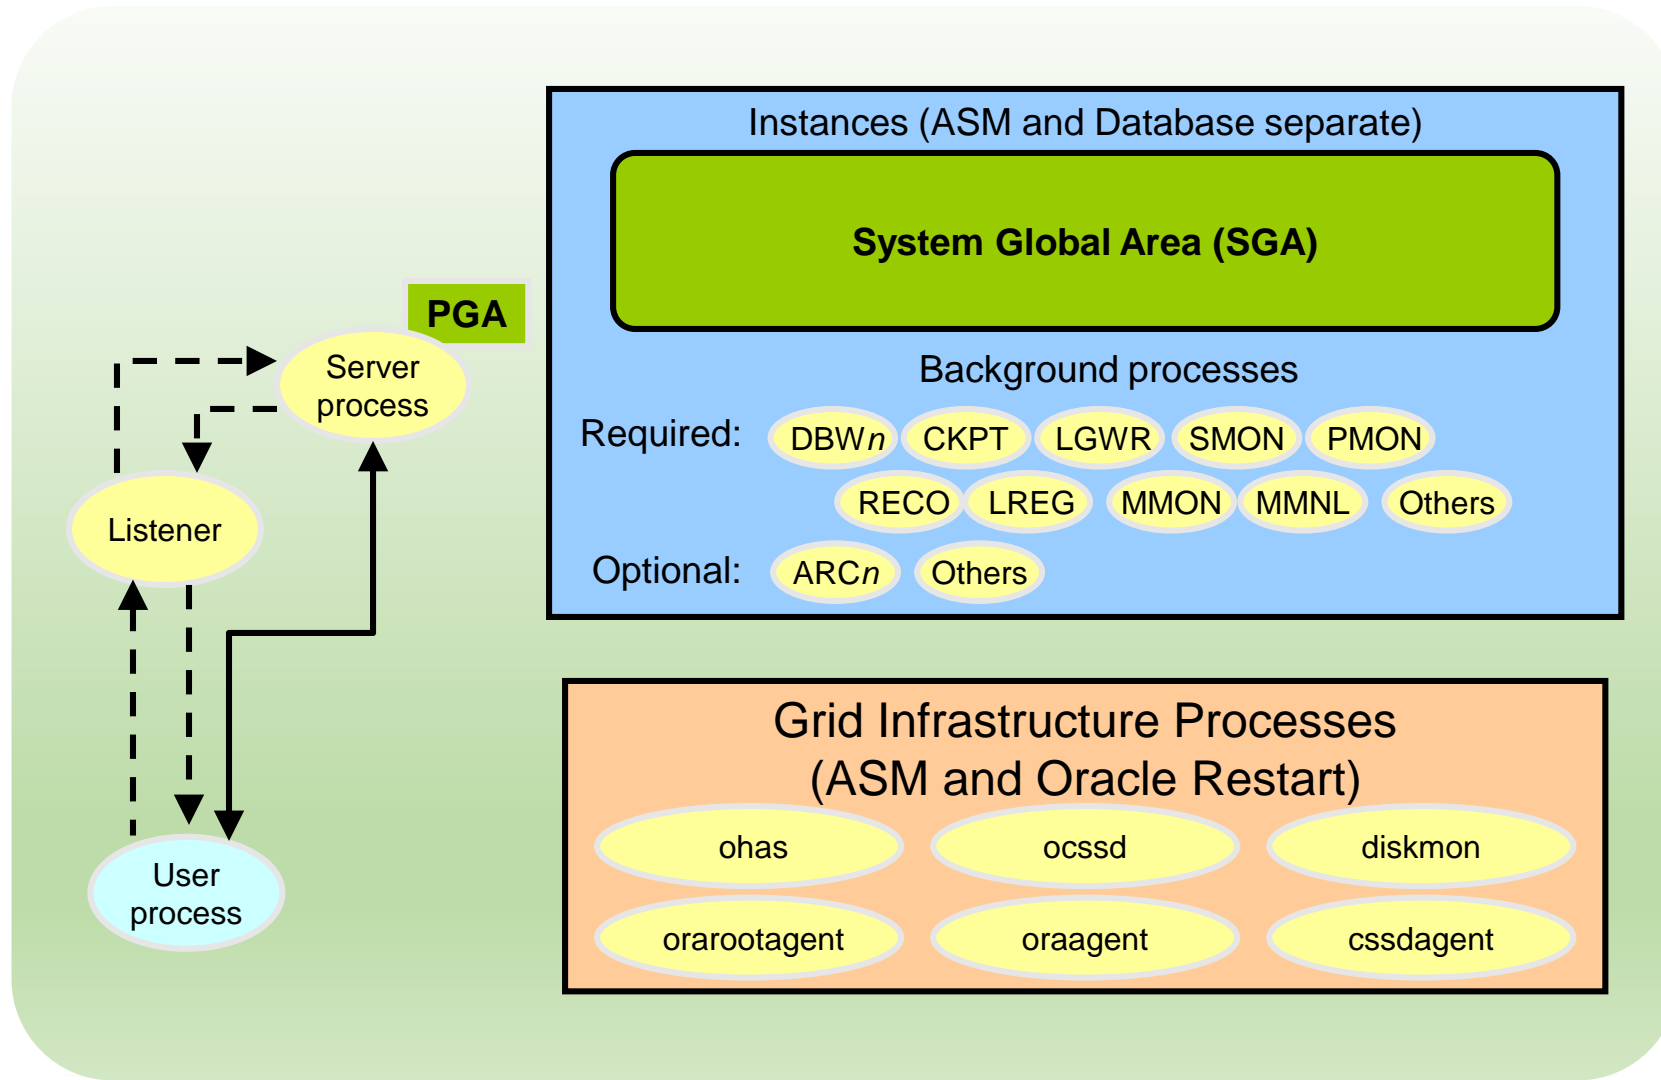 Instances (ASM and Database separate)
System Global Area (SGA)
PGA
Server
process
Background processes
Required:
DBWn
CKPT
LGWR
SMON
PMON
RECO
LREG
MMON
MMNL
Others
Optional:
ARCn
Others
Listener
User
process
Grid Infrastructure Processes
(ASM and Oracle Restart)
ohas
ocssd
diskmon
orarootagent
oraagent
cssdagent